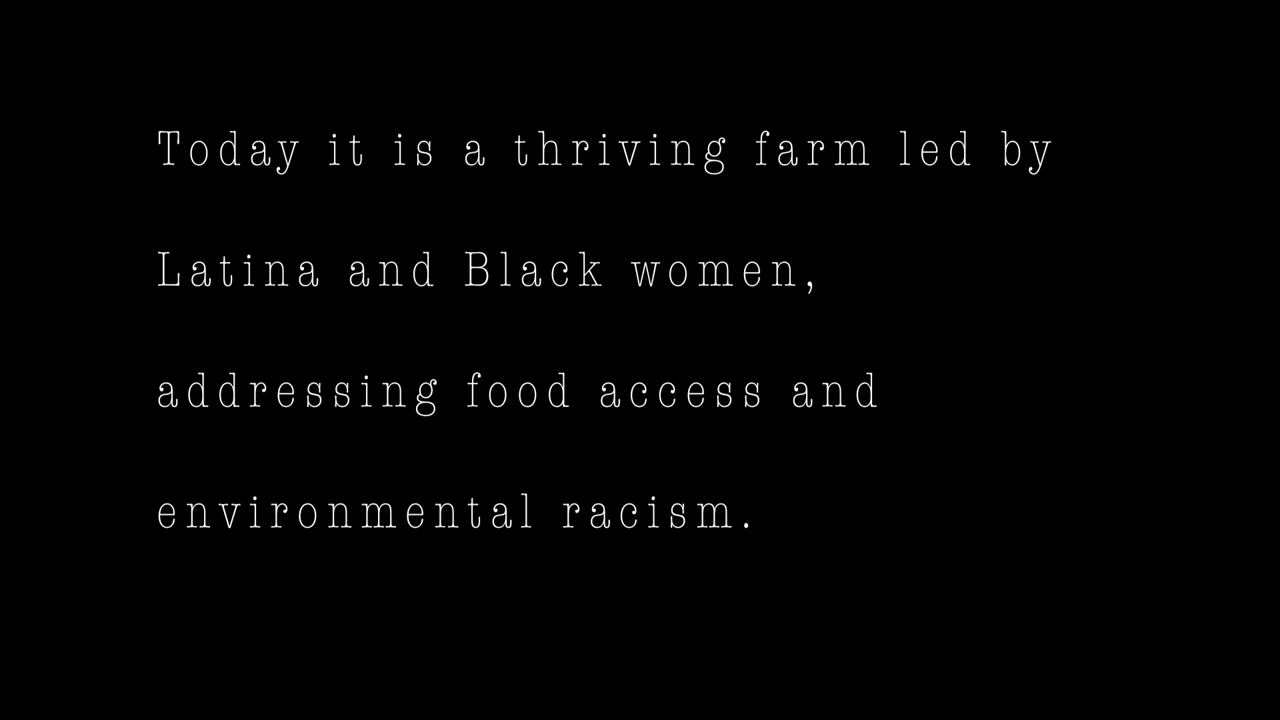 Today it is a thriving farm led by
Latina and Black women,
addressing food access and
environmental racism.